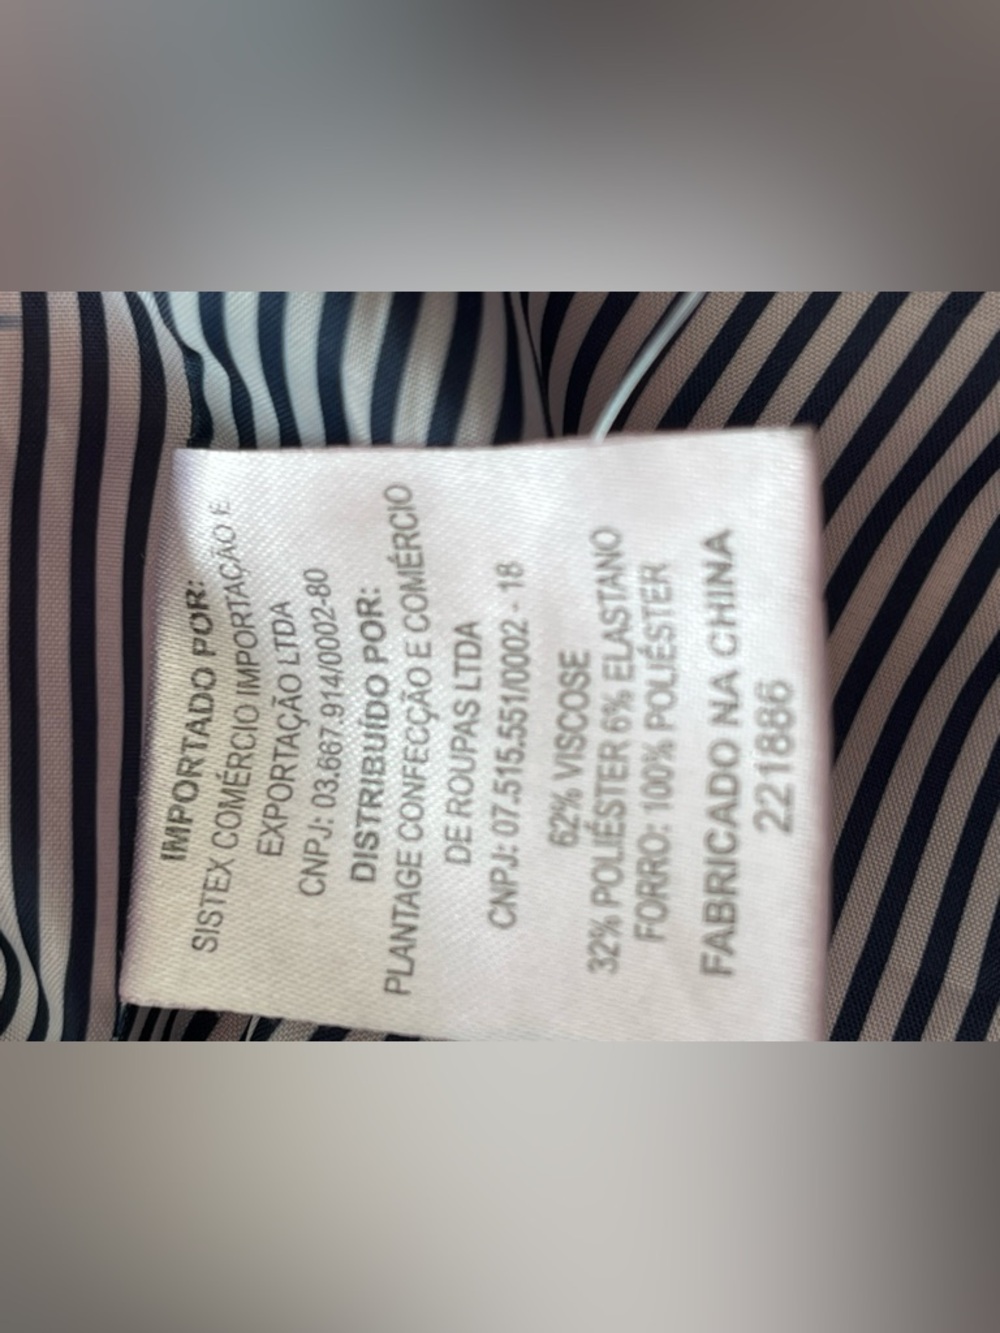 IMPORTADO POR:
SISTEX COMÉRCIO IMPORTAÇÃO E
EXPORTAÇÃO LTDA
CNPJ: 03.667.914/0002-80
DISTRIBUÍDO POR:
PLANTAGE CONFECÇÃO E COMÉRCIO
DE ROUPAS LTDA
CNPJ: 07.515.551/0002 - 18
62% VISCOSE
32% POLIÉSTER 6% ELASTANO
FORRO: 100% POLIÉSTER
FABRICADO NA CHINA
221886